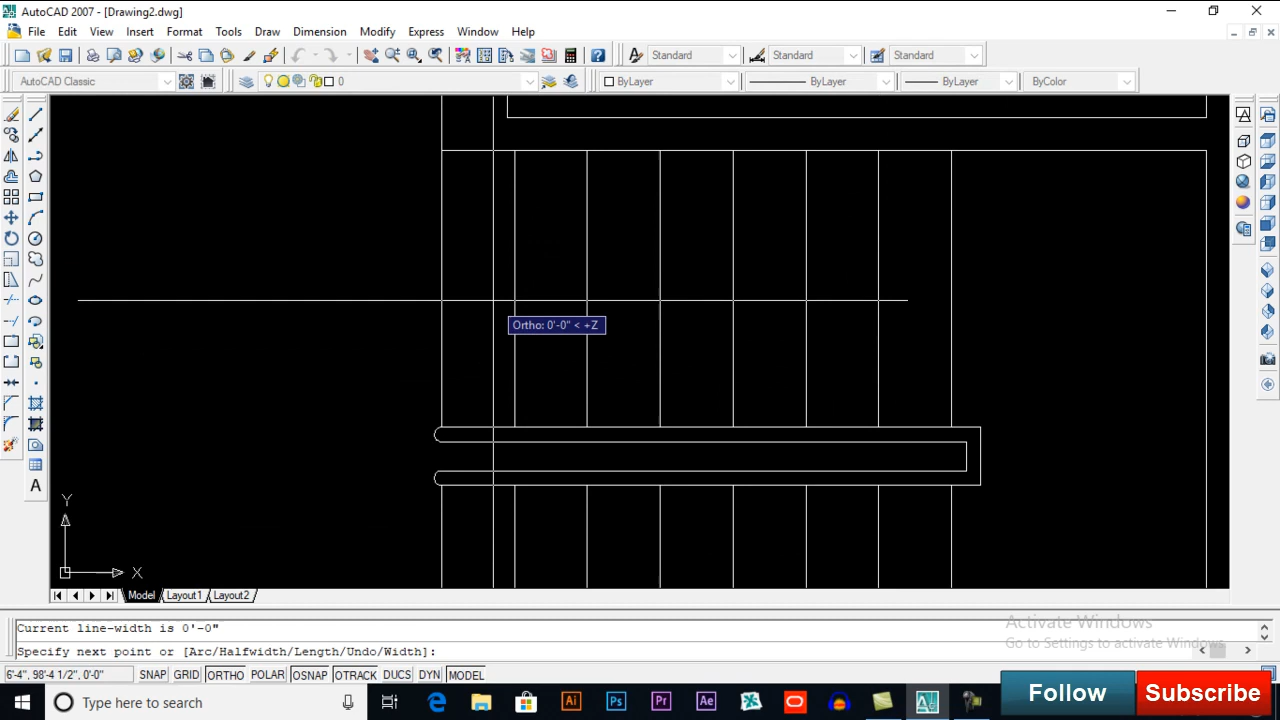 AutoCAD 2007 - [Drawing2.dwg]
File Edit View Insert Format Tools Draw Dimension Modify Express Window Help
Standard Standard Standard
AutoCAD Classic 0 ByLayer ByLayer ByLayer ByColor
Ortho: 0'-0" < +Z
A
Y
X
Model Layout1 Layout2
Current line-width is 0'-0"
Specify next point or [Arc/Halfwidth/Length/Undo/Width]:
Activate Windows
Go to Settings to activate Windows.
6'-4", 98'-4 1/2", 0'-0" SNAP GRID ORTHO POLAR OSNAP OTRACK DUCS DYN MODEL
Type here to search
Ai Ps Pr Ae
Follow Subscribe